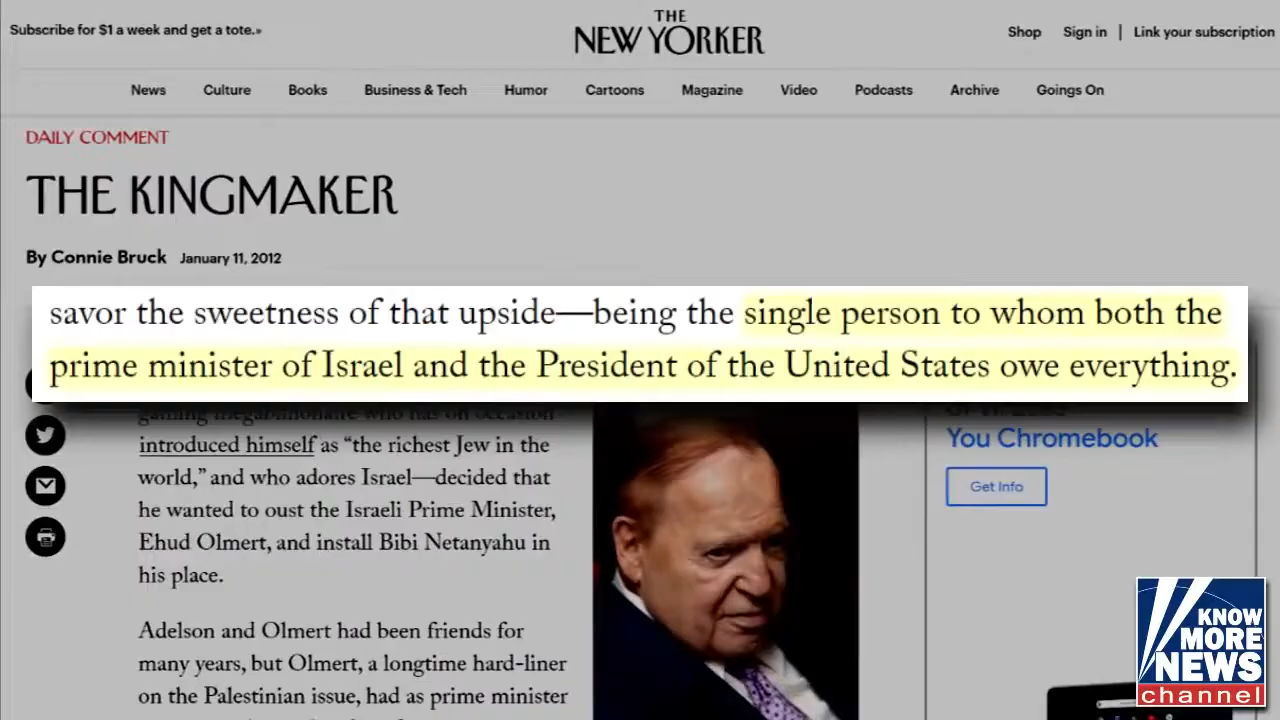 Subscribe for $1 a week and get a tote.»
THE
NEW YORKER
Shop Sign in | Link your subscription
News Culture Books Business & Tech Humor Cartoons Magazine Video Podcasts Archive Goings On
DAILY COMMENT
THE KINGMAKER
By Connie Bruck January 11, 2012
savor the sweetness of that upside—being the single person to whom both the
prime minister of Israel and the President of the United States owe everything.
gaming megabillionaire who has on occasion
introduced himself as “the richest Jew in the
world,” and who adores Israel—decided that
he wanted to oust the Israeli Prime Minister,
Ehud Olmert, and install Bibi Netanyahu in
his place.
Adelson and Olmert had been friends for
many years, but Olmert, a longtime hard-liner
on the Palestinian issue, had as prime minister
You Chromebook
Get Info
KNOW
MORE
NEWS
channel